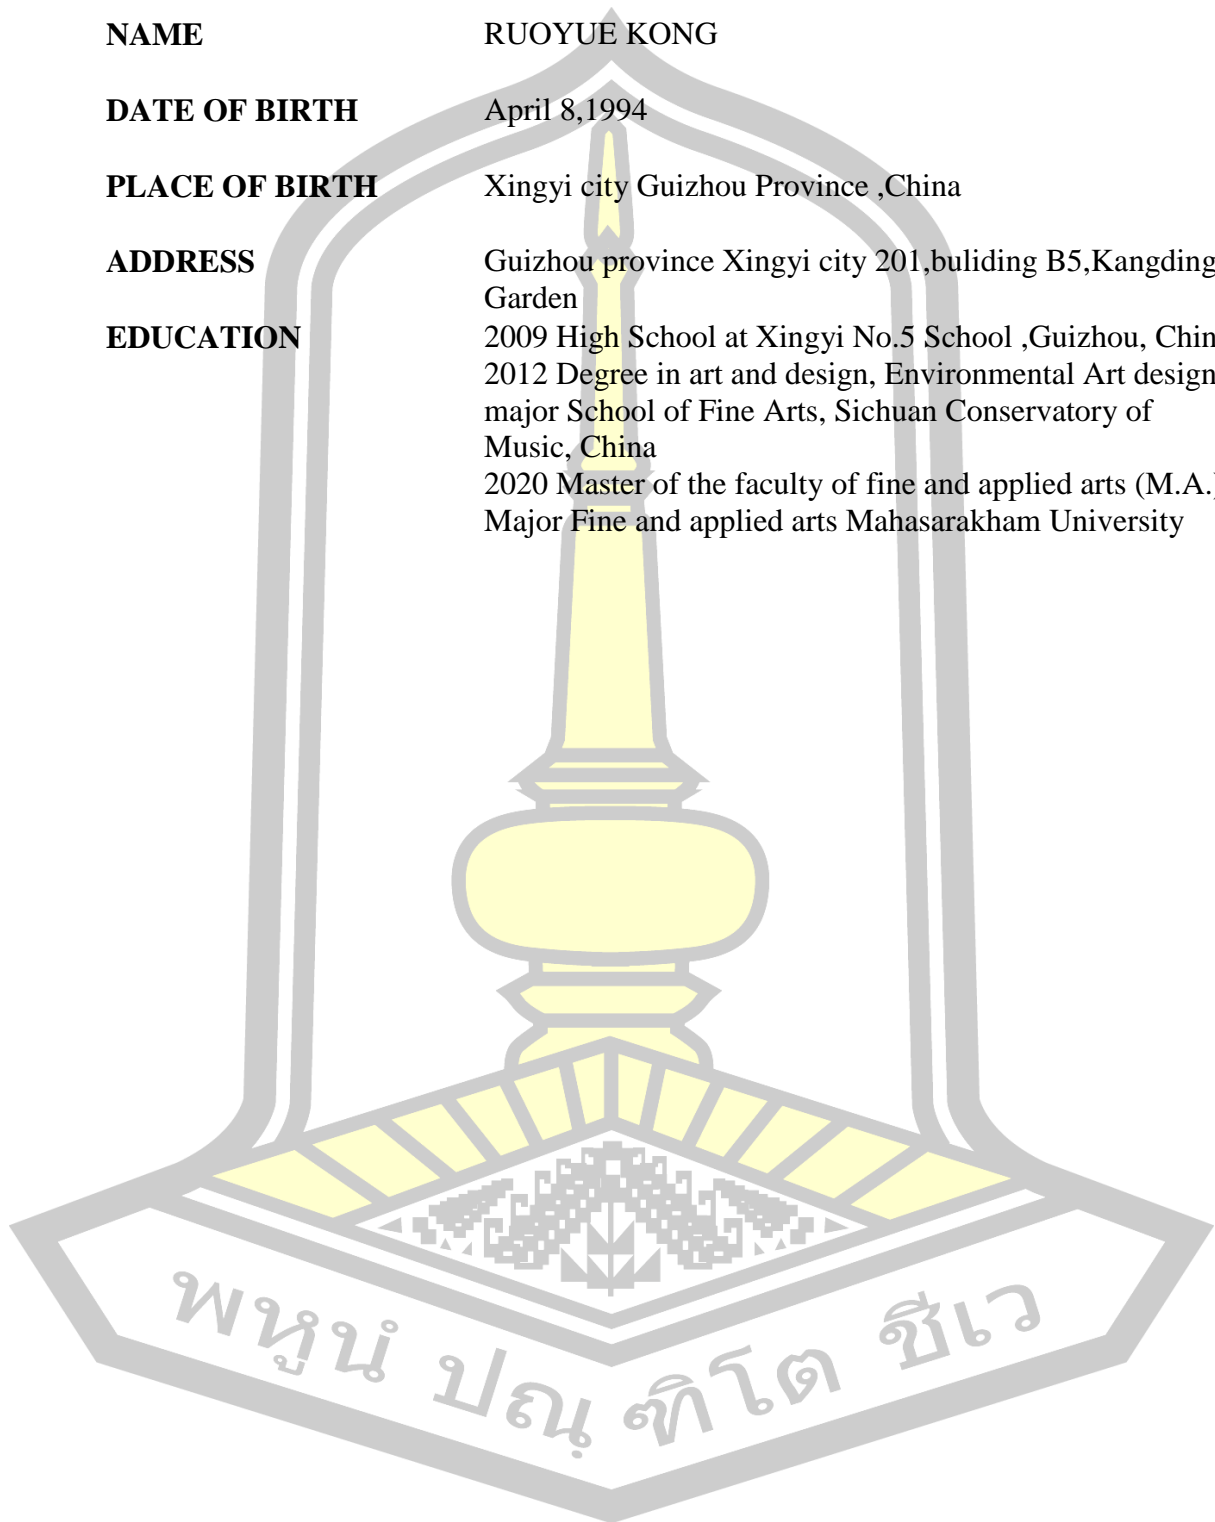 NAME RUOYUE KONG
DATE OF BIRTH April 8,1994
PLACE OF BIRTH Xingyi city Guizhou Province ,China
ADDRESS Guizhou province Xingyi city 201,buliding B5,Kangding
Garden
EDUCATION 2009 High School at Xingyi No.5 School ,Guizhou, Chin
2012 Degree in art and design, Environmental Art design
major School of Fine Arts, Sichuan Conservatory of
Music, China
2020 Master of the faculty of fine and applied arts (M.A.)
Major Fine and applied arts Mahasarakham University
พหูนํ ปณฺฑิโต ชีเว